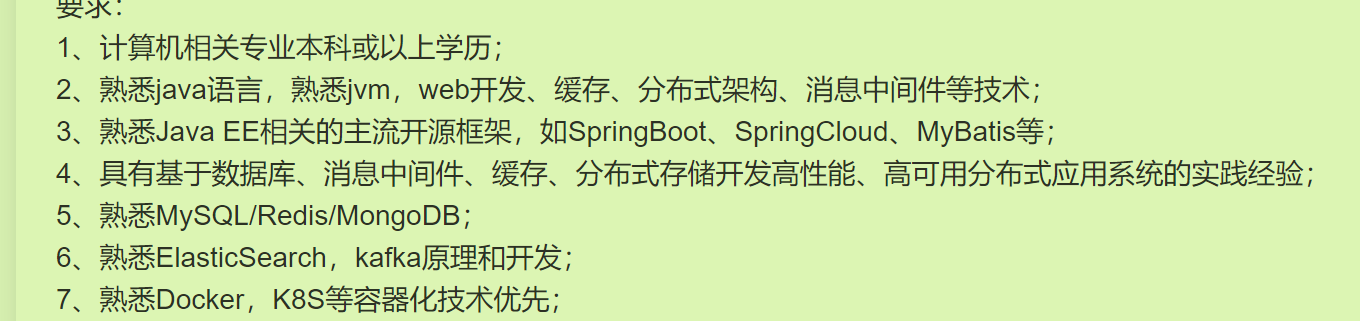 要求：
1、计算机相关专业本科或以上学历；
2、熟悉java语言，熟悉jvm，web开发、缓存、分布式架构、消息中间件等技术；
3、熟悉Java EE相关的主流开源框架，如SpringBoot、SpringCloud、MyBatis等；
4、具有基于数据库、消息中间件、缓存、分布式存储开发高性能、高可用分布式应用系统的实践经验；
5、熟悉MySQL/Redis/MongoDB；
6、熟悉ElasticSearch，kafka原理和开发；
7、熟悉Docker，K8S等容器化技术优先；